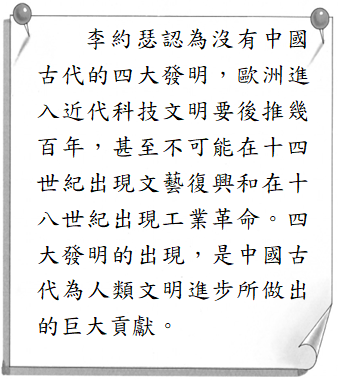 李約瑟認為沒有中國
古代的四大發明，歐洲進
入近代科技文明要後推幾
百年，甚至不可能在十四
世紀出現文藝復興和在十
八世紀出現工業革命。四
大發明的出現，是中國古
代為人類文明進步所做出
的巨大貢獻。